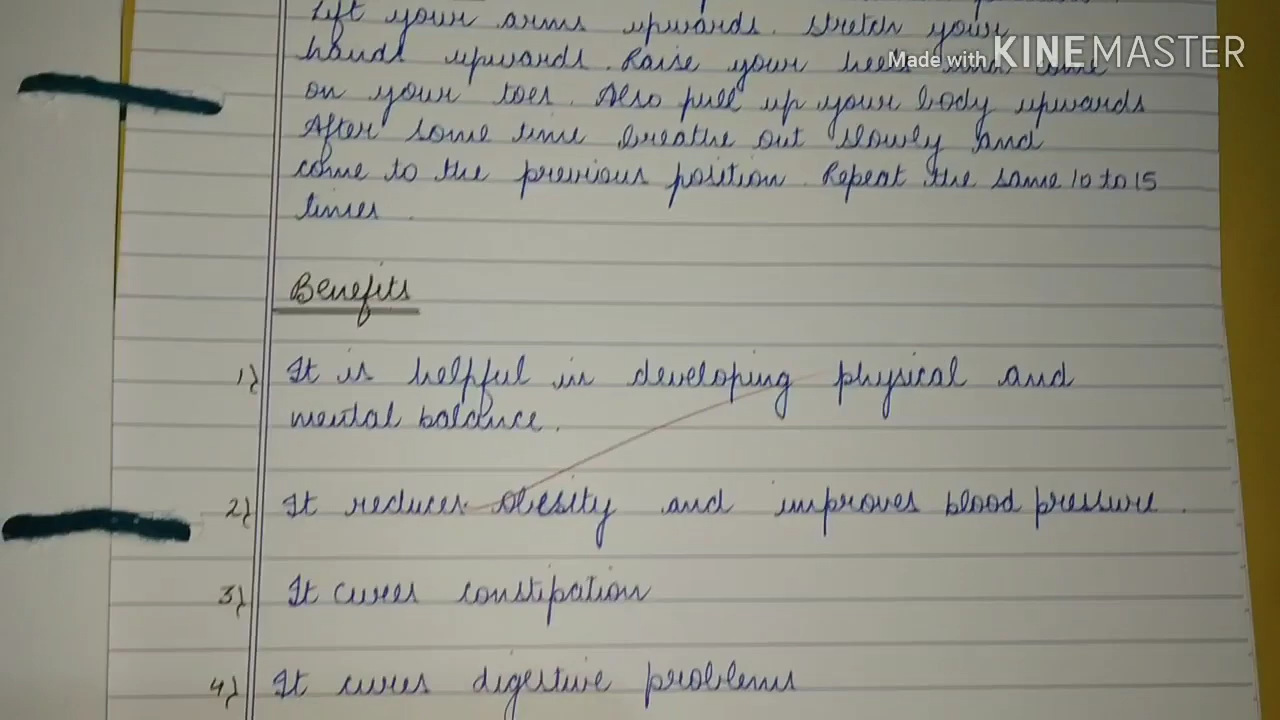 Lift your arms upwards. Stretch your
hands upwards. Raise your heels and come
on your toes. Also pull up your body upwards
After some time breathe out slowly and
come to the previous position. Repeat the same 10 to 15
times.
Made with KINEMASTER
Benefits
1) It is helpful in developing physical and
mental balance.
2) It reduces obesity and improves blood pressure.
3) It cures constipation
4) It cures digestive problems